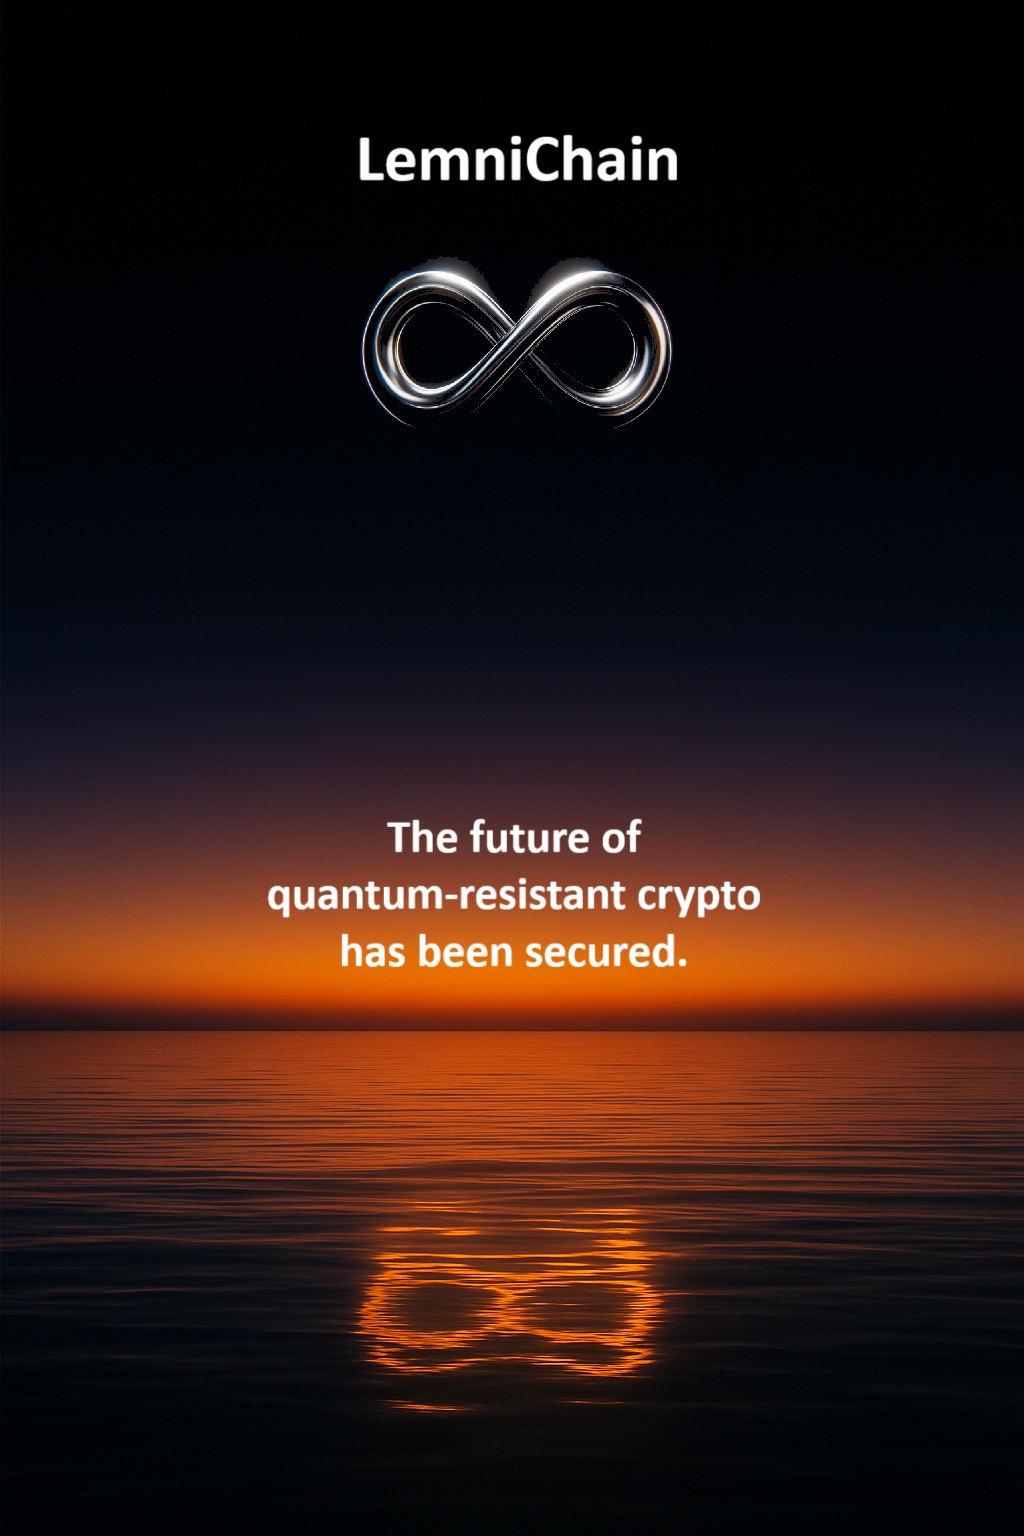 LemniChain
The future of
quantum-resistant crypto
has been secured.